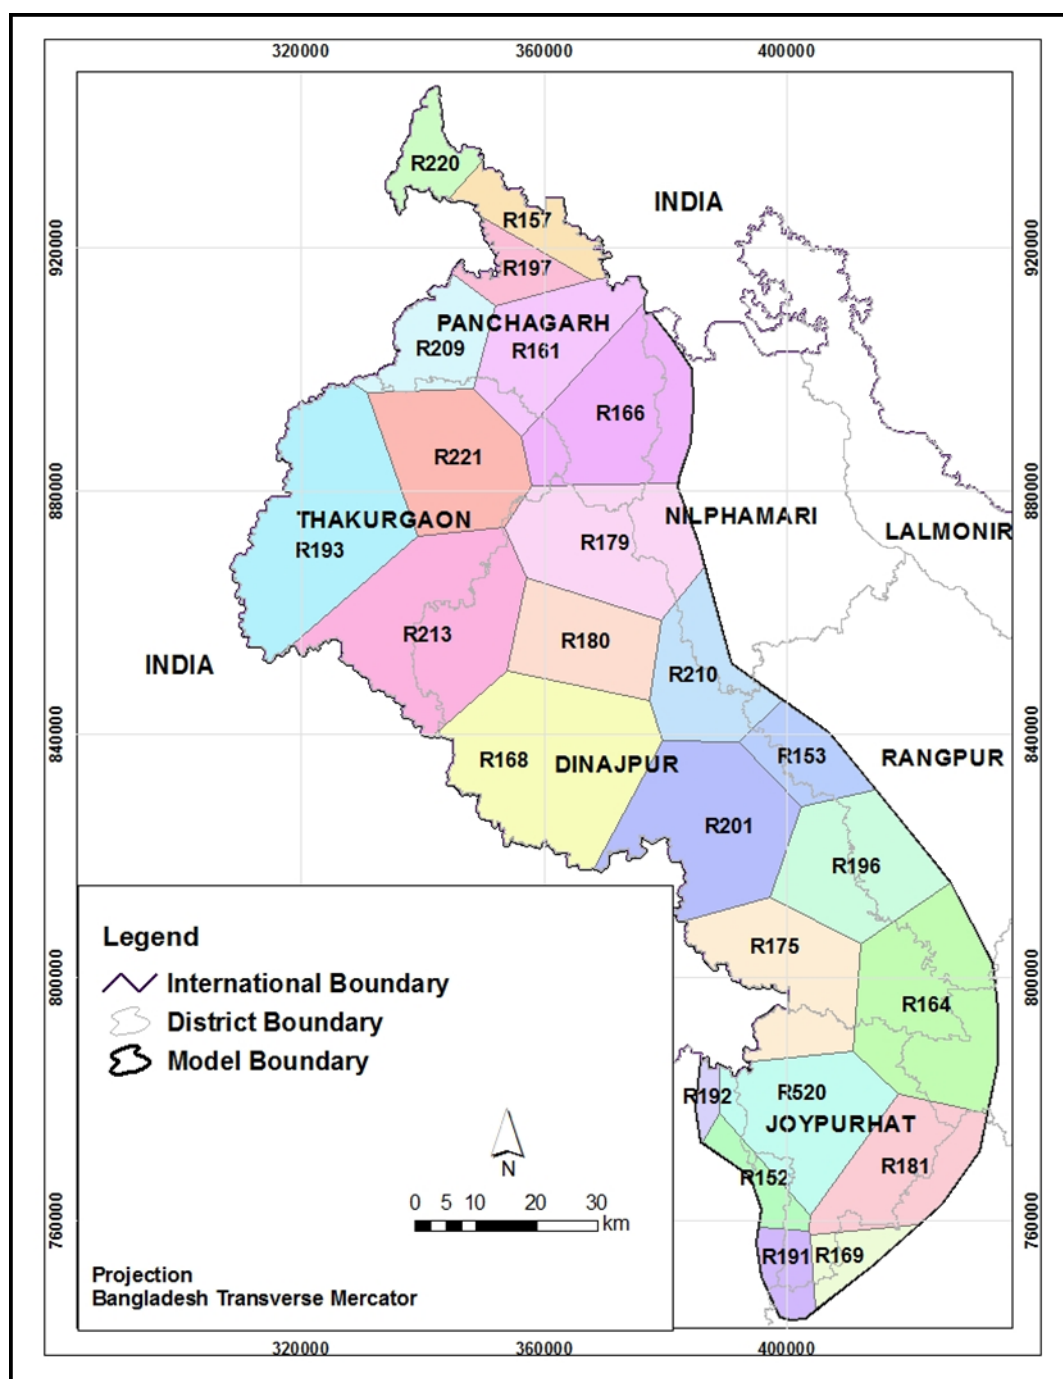 320000 360000 400000
R220
INDIA
R157
920000
920000
R197
PANCHAGARH
R209
R161
R166
R221
880000
880000
THAKURGAON
NILPHAMARI
LALMONIR
R193
R179
R213
R180
INDIA
R210
840000
840000
R168
DINAJPUR
R153
RANGPUR
R201
R196
Legend
R175
International Boundary
800000
800000
R164
District Boundary
Model Boundary
R192
R520
JOYPURHAT
R181
R152
N
0 5 10 20 30
km
760000
760000
R191
R169
Projection
Bangladesh Transverse Mercator
320000 360000 400000